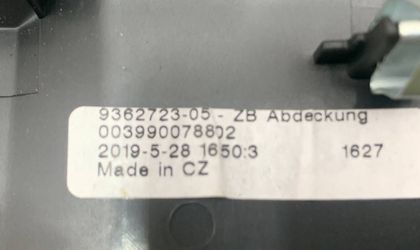 9362723-05 - ZB Abdeckung
003990078802
2019-5-28 1650:3 1627
Made in CZ